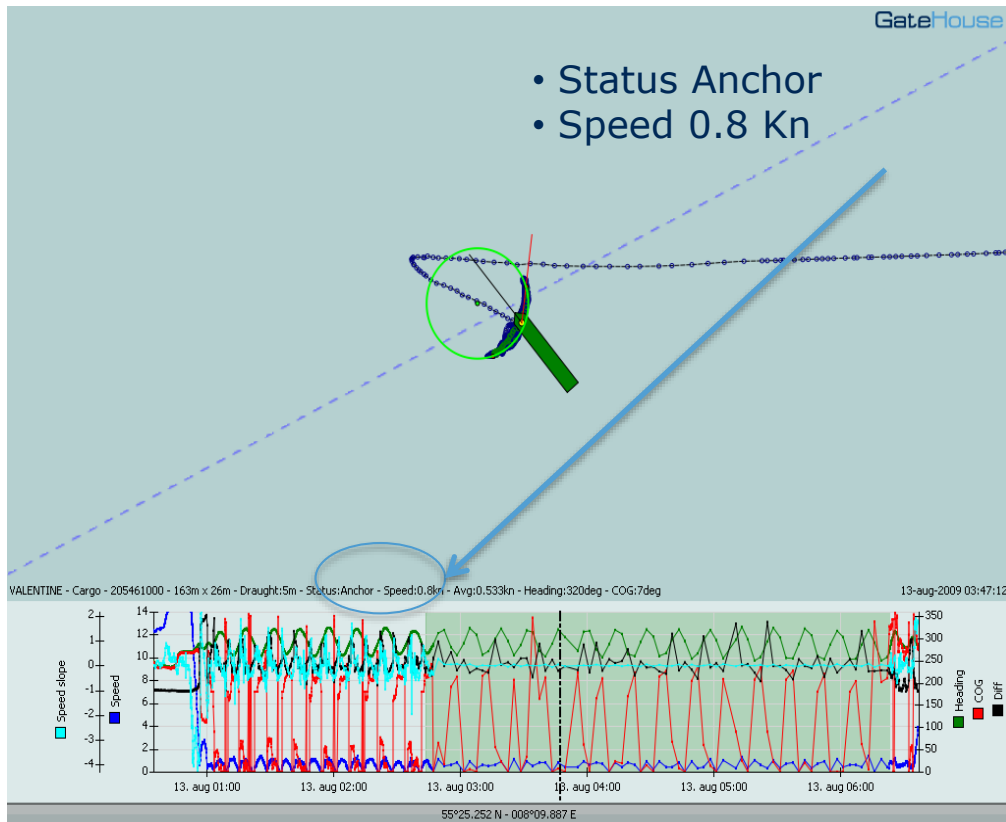 GateHouse
• Status Anchor
• Speed 0.8 Kn
VALENTINE - Cargo - 205461000 - 163m x 26m - Draught:5m - Status:Anchor - Speed:0.8kn - Avg:0.533kn - Heading:320deg - COG:7deg
13-aug-2009 03:47:12
Speed slope
2
1
0
-1
-2
-3
-4
Speed
14
12
10
8
6
4
2
0
350
300
250
200
150
100
50
0
Heading
COG
Diff
13. aug 01:00
13. aug 02:00
13. aug 03:00
13. aug 04:00
13. aug 05:00
13. aug 06:00
55°25.252 N - 008°09.887 E